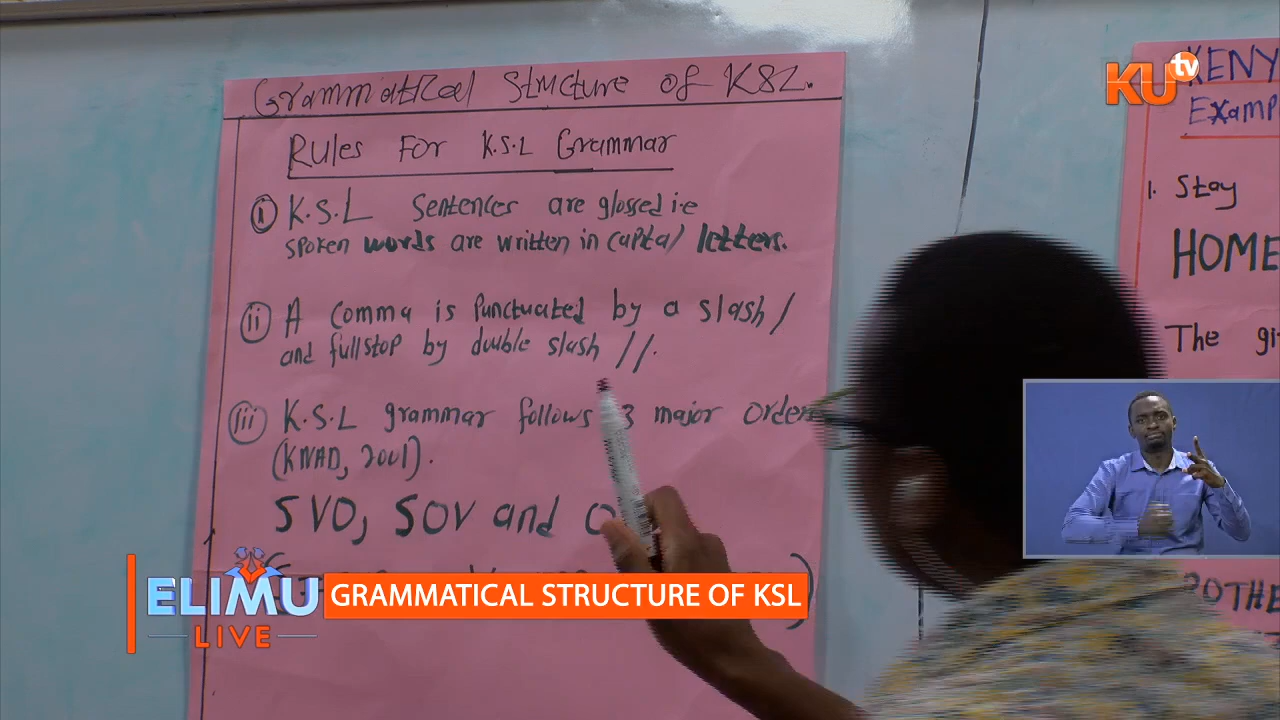 Grammatical Structure of KSL.
Rules For K.S.L Grammar
(i) K.S.L Sentences are glossed i.e
spoken words are written in capital letters.
(ii) A Comma is Punctuated by a slash /
and fullstop by double slash //.
(iii) K.S.L grammar follows 3 major orders
(KNAD, 2001).
SVO, SOV and O
KENY
Examp
1. Stay
HOME
The gi
OTHE
KU tv
ELIMU
LIVE
GRAMMATICAL STRUCTURE OF KSL